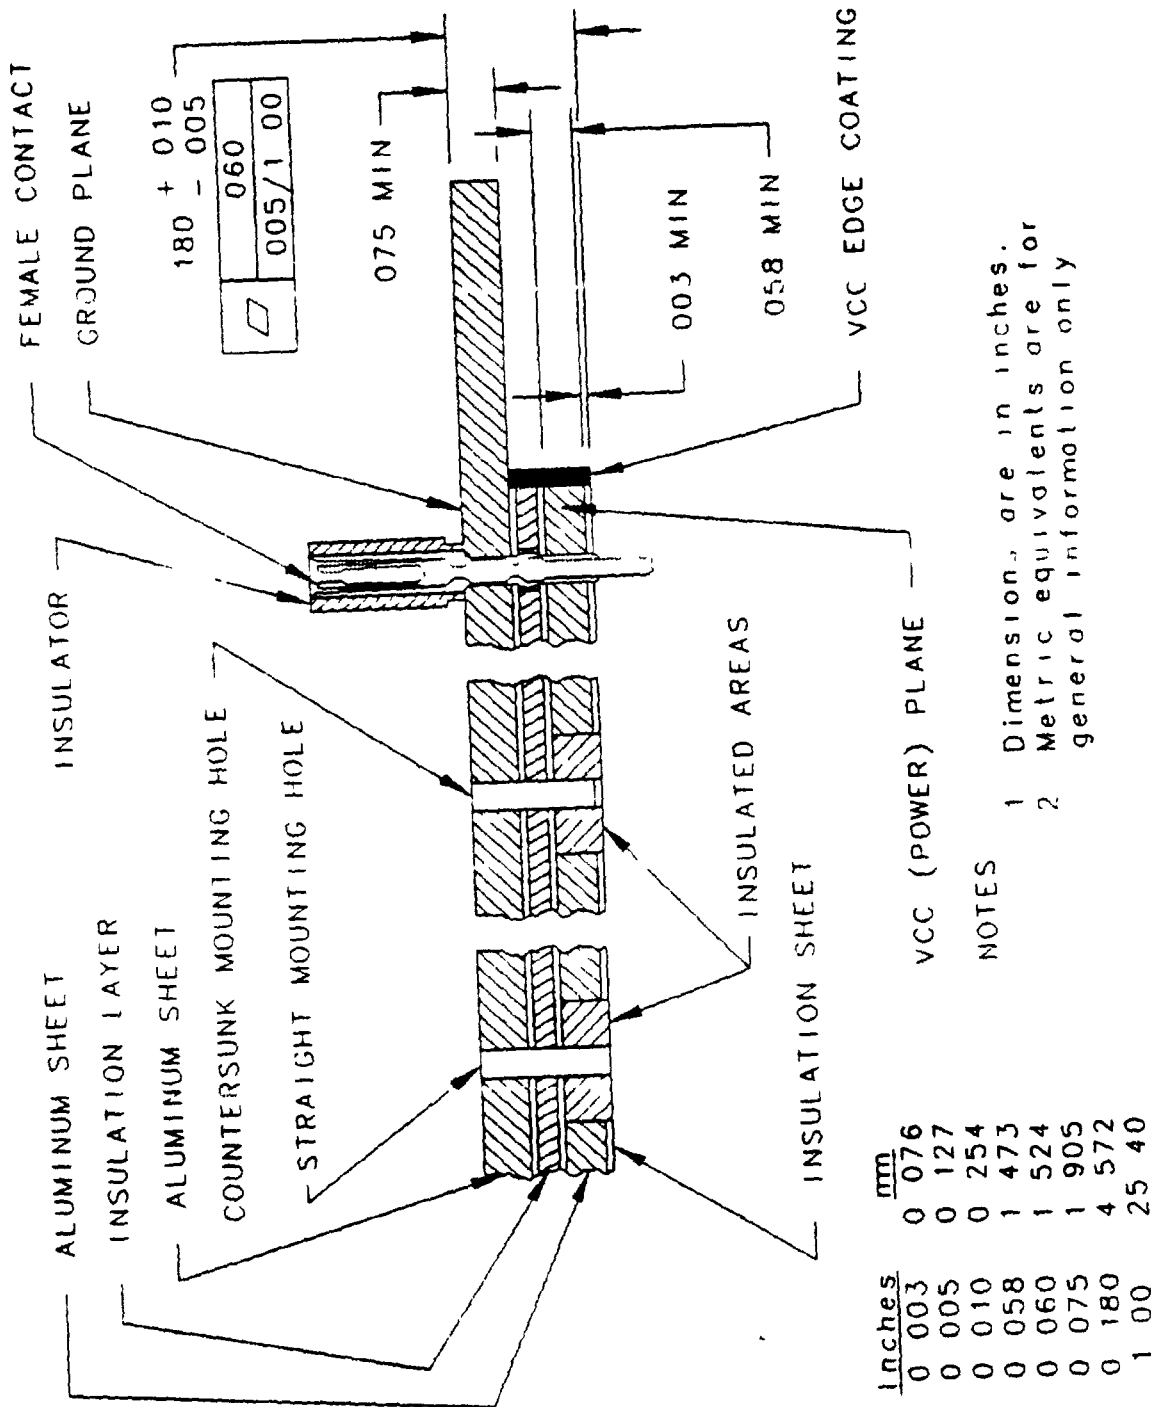 FEMALE CONTACT
GROUND PLANE
INSULATOR
180 + 010
- 005
060
005/1 00
075 MIN
003 MIN
058 MIN
VCC EDGE COATING
ALUMINUM SHEET
INSULATION LAYER
ALUMINUM SHEET
COUNTERSUNK MOUNTING HOLE
STRAIGHT MOUNTING HOLE
INSULATED AREAS
INSULATION SHEET
VCC (POWER) PLANE
NOTES
1 Dimension.. are in inches.
2 Metric equivalents are for
general information only
Inches mm
0 003 0 076
0 005 0 127
0 010 0 254
0 058 1 473
0 060 1 524
0 075 1 905
0 180 4 572
1 00 25 40